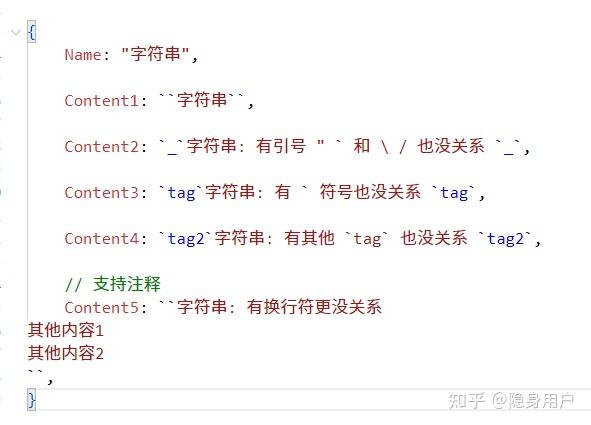 {
Name: "字符串",
Content1: ``字符串``,
Content2: `_`字符串: 有引号 " ` 和 \ / 也没关系 `_`,
Content3: `tag`字符串: 有 ` 符号也没关系 `tag`,
Content4: `tag2`字符串: 有其他 `tag` 也没关系 `tag2`,
// 支持注释
Content5: ``字符串: 有换行符更没关系
其他内容1
其他内容2
``,
}
知乎 @隐身用户